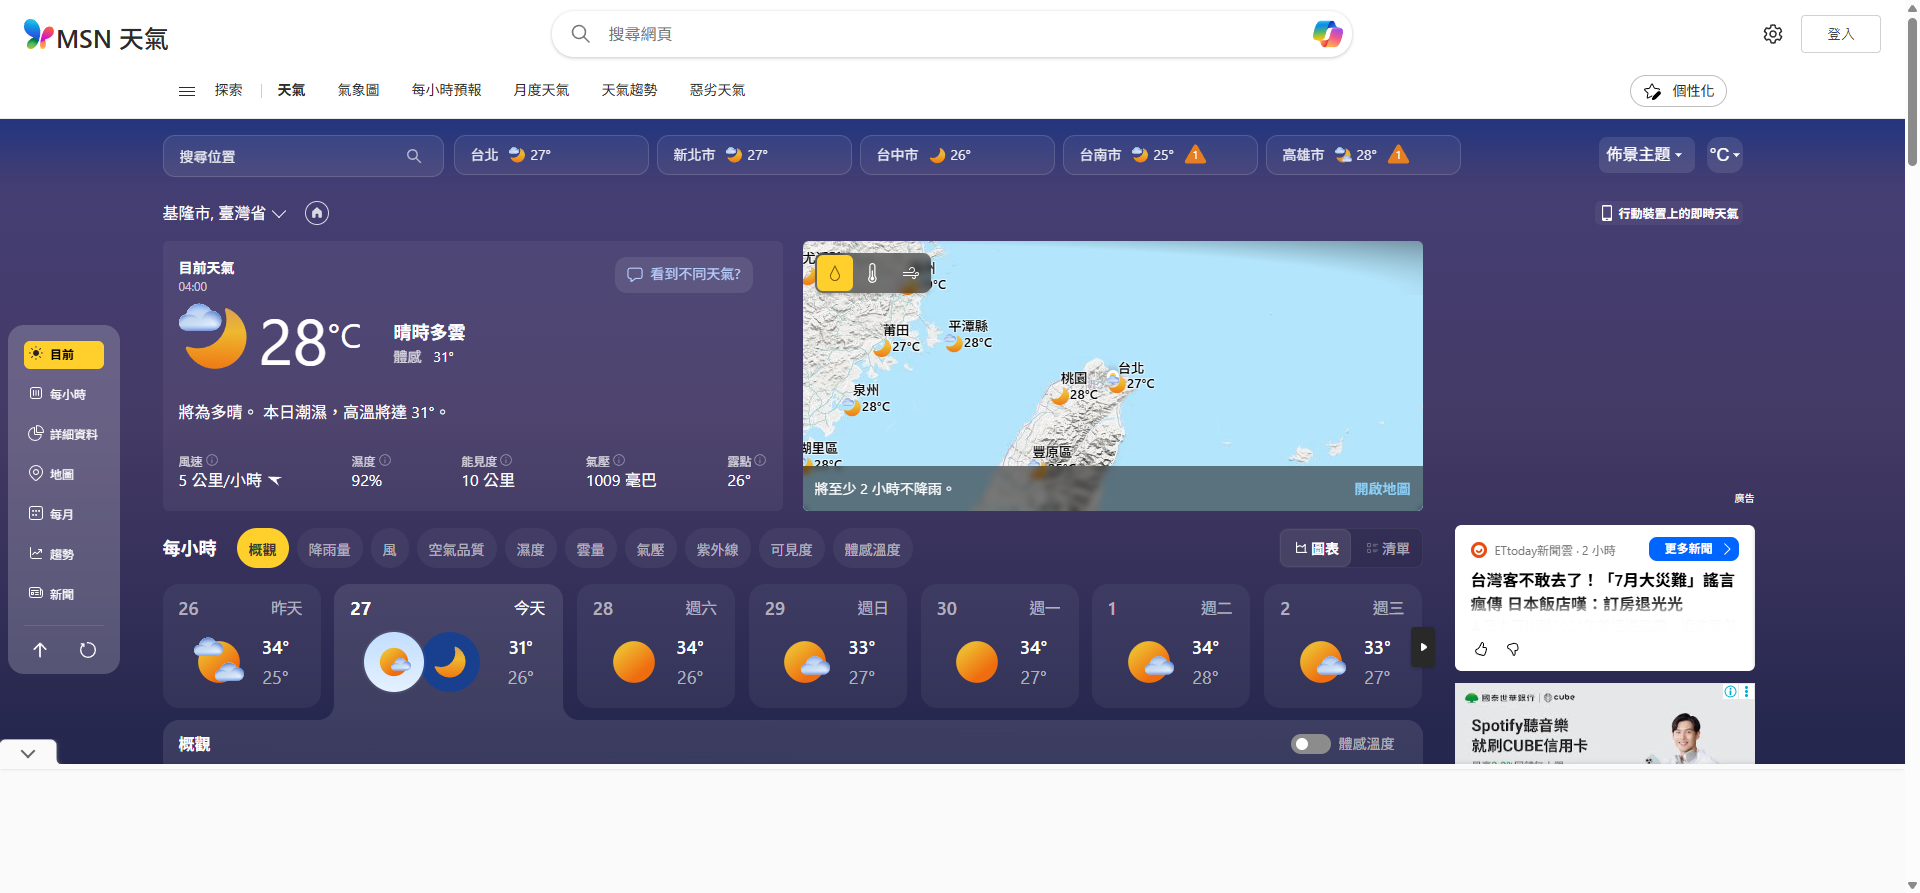 MSN 天氣
搜尋網頁
登入
探索
天氣
氣象圖
每小時預報
月度天氣
天氣趨勢
惡劣天氣
個性化
搜尋位置
台北 27°
新北市 27°
台中市 26°
台南市 25° 1
高雄市 28° 1
佈景主題
°C
基隆市, 臺灣省
行動裝置上的即時天氣
目前天氣
04:00
看到不同天氣?
28°C
晴時多雲
體感 31°
將為多晴。 本日潮濕，高溫將達 31°。
風速
5 公里/小時
濕度
92%
能見度
10 公里
氣壓
1009 毫巴
露點
26°
莆田
27°C
平潭縣
28°C
泉州
28°C
湖里區
28°C
桃園
28°C
台北
27°C
豐原區
將至少 2 小時不降雨。
開啟地圖
目前
每小時
詳細資料
地圖
每月
趨勢
新聞
每小時
概觀
降雨量
風
空氣品質
濕度
雲量
氣壓
紫外線
可見度
體感溫度
圖表
清單
26 昨天
34°
25°
27 今天
31°
26°
28 週六
34°
26°
29 週日
33°
27°
30 週一
34°
27°
1 週二
34°
28°
2 週三
33°
27°
概觀
體感溫度
廣告
ETtoday新聞雲 · 2 小時
更多新聞
台灣客不敢去了！「7月大災難」謠言
瘋傳 日本飯店嘆：訂房退光光
國泰世華銀行 cube
Spotify聽音樂
就刷CUBE信用卡